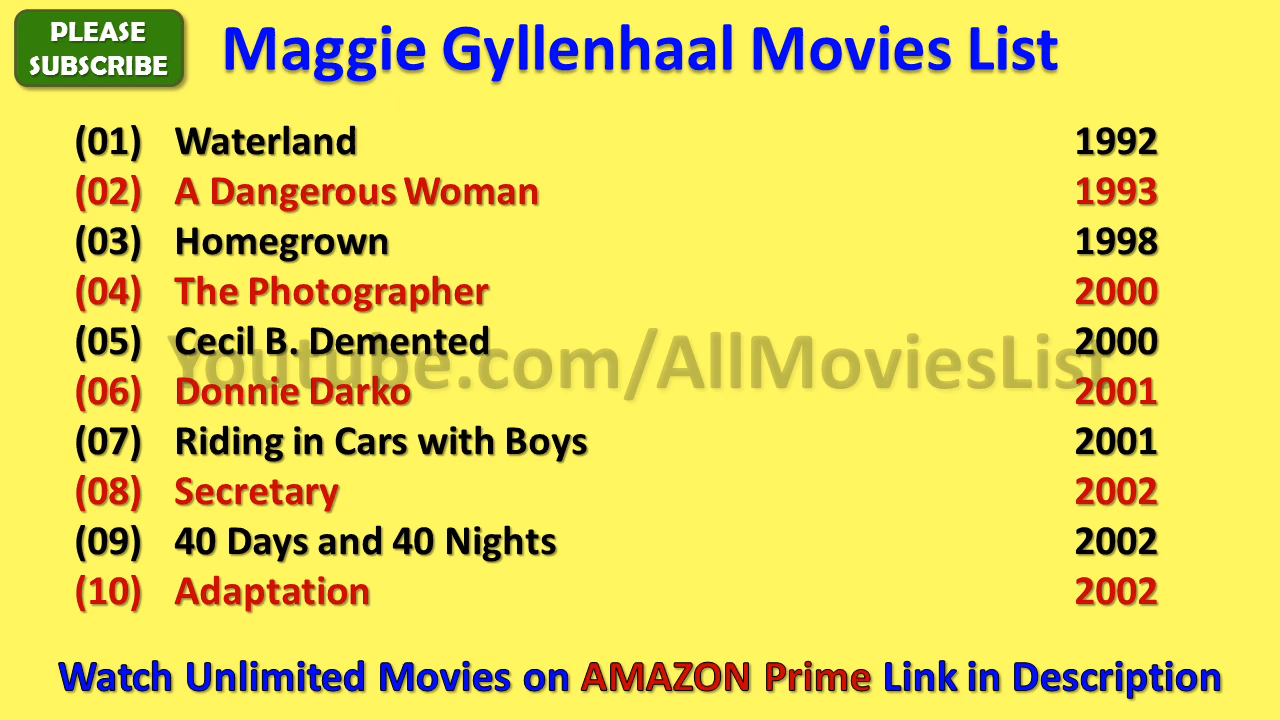 PLEASE
SUBSCRIBE
Maggie Gyllenhaal Movies List
(01) Waterland 1992
(02) A Dangerous Woman 1993
(03) Homegrown 1998
(04) The Photographer 2000
(05) Cecil B. Demented 2000
Youtube.com/AllMoviesList
(06) Donnie Darko 2001
(07) Riding in Cars with Boys 2001
(08) Secretary 2002
(09) 40 Days and 40 Nights 2002
(10) Adaptation 2002
Watch Unlimited Movies on AMAZON Prime Link in Description